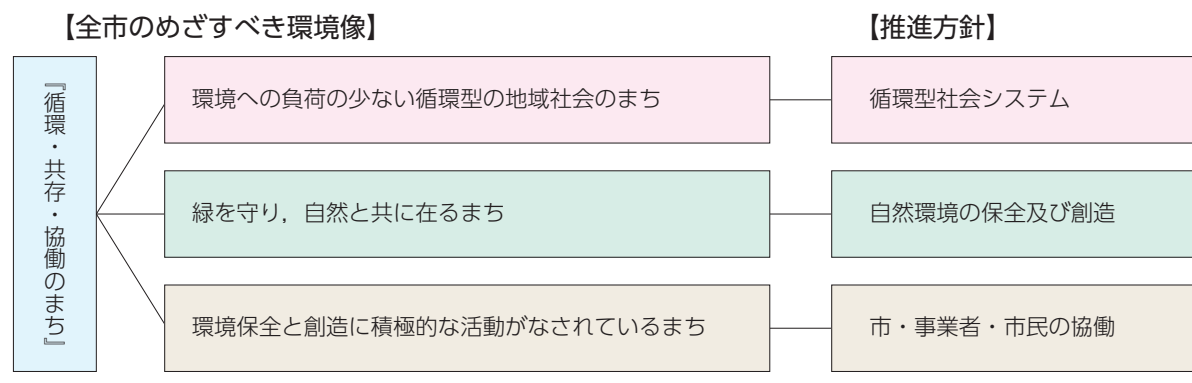 【全市のめざすべき環境像】
【推進方針】
『循環・共存・協働のまち』
環境への負荷の少ない循環型の地域社会のまち
循環型社会システム
緑を守り，自然と共に在るまち
自然環境の保全及び創造
環境保全と創造に積極的な活動がなされているまち
市・事業者・市民の協働